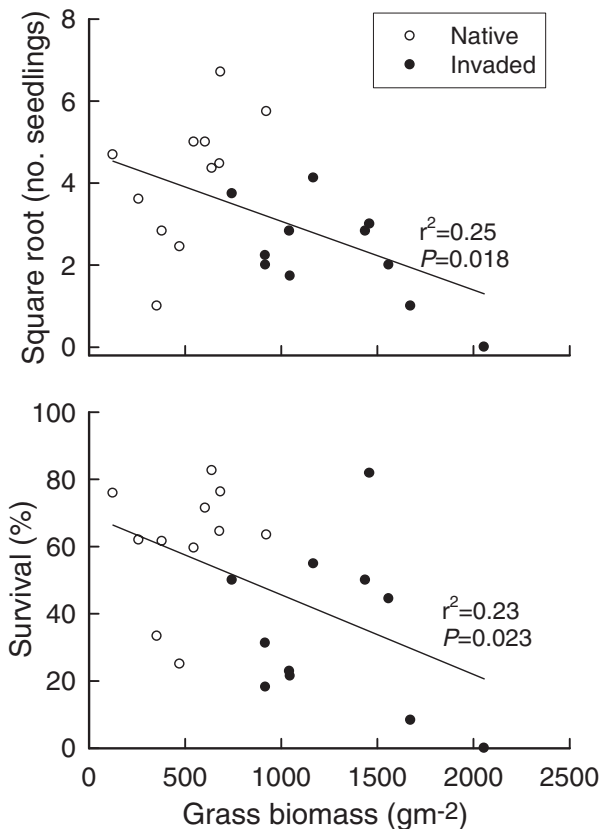 8
6
4
2
0
Square root (no. seedlings)
Native
Invaded
r²=0.25
P=0.018
100
80
60
40
20
0
Survival (%)
r²=0.23
P=0.023
0 500 1000 1500 2000 2500
Grass biomass (gm-²)